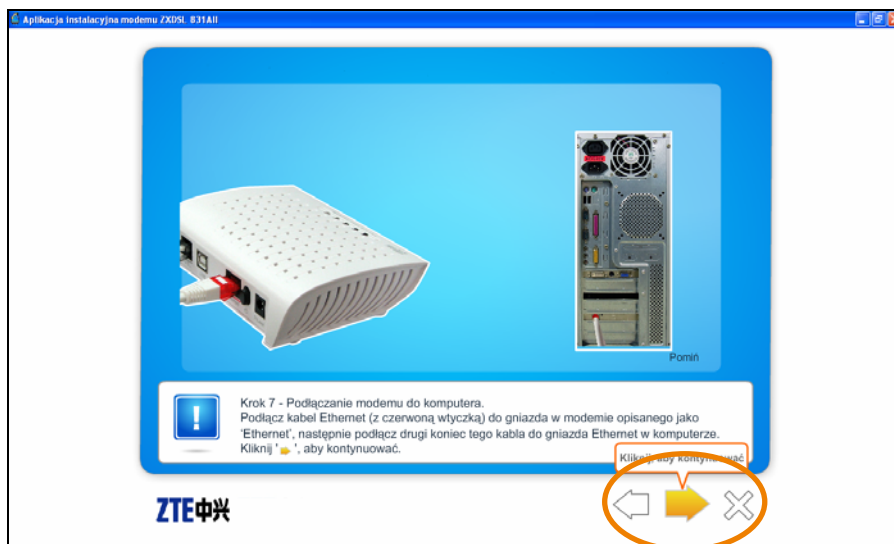 Aplikacja instalacyjna modemu ZXDSL 831AII
Pomiń
Krok 7 - Podłączanie modemu do komputera.
Podłącz kabel Ethernet (z czerwoną wtyczką) do gniazda w modemie opisanego jako
'Ethernet', następnie podłącz drugi koniec tego kabla do gniazda Ethernet w komputerze.
Kliknij ' ', aby kontynuować.
Kliknij, aby kontynuować
ZTE中兴